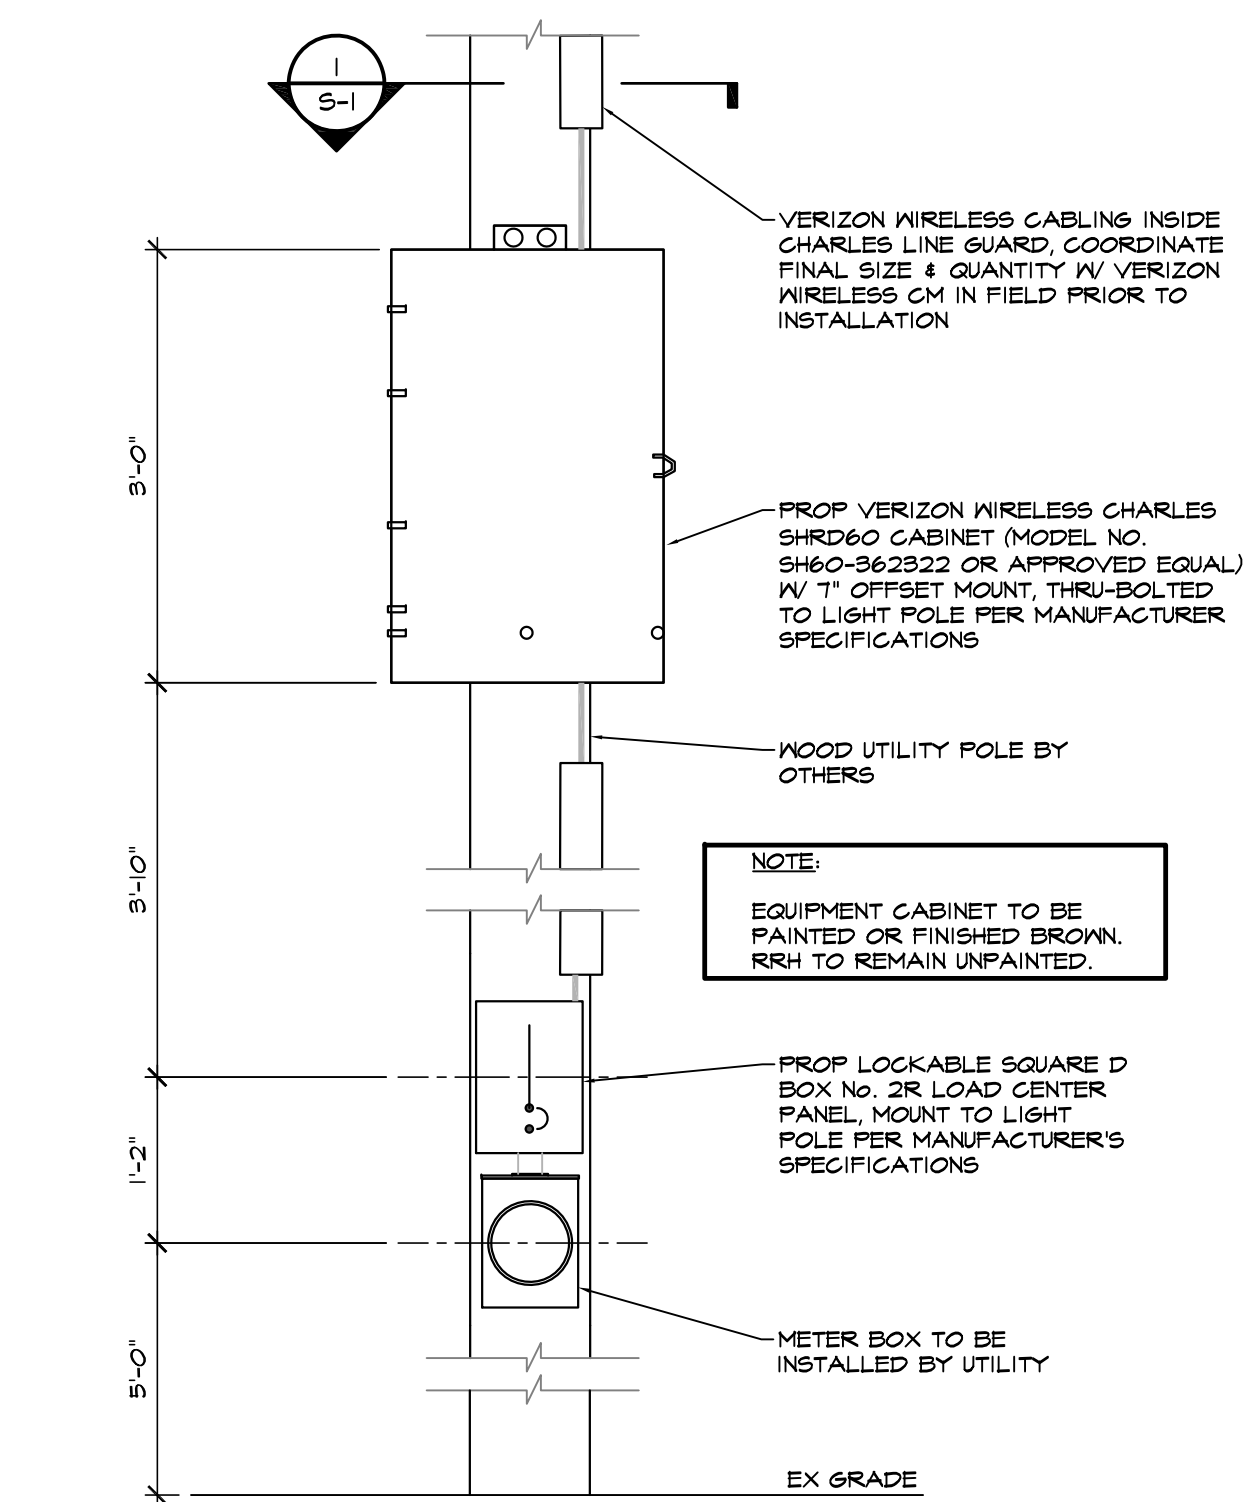 1
S-1
VERIZON WIRELESS CABLING INSIDE
CHARLES LINE GUARD, COORDINATE
FINAL SIZE & QUANTITY W/ VERIZON
WIRELESS CM IN FIELD PRIOR TO
INSTALLATION
3'-0"
PROP VERIZON WIRELESS CHARLES
SHRD60 CABINET (MODEL NO.
SH60-362322 OR APPROVED EQUAL)
W/ 7" OFFSET MOUNT, THRU-BOLTED
TO LIGHT POLE PER MANUFACTURER
SPECIFICATIONS
WOOD UTILITY POLE BY
OTHERS
3'-10"
NOTE:
EQUIPMENT CABINET TO BE
PAINTED OR FINISHED BROWN.
RRH TO REMAIN UNPAINTED.
PROP LOCKABLE SQUARE D
BOX No. 2R LOAD CENTER
PANEL, MOUNT TO LIGHT
POLE PER MANUFACTURER'S
SPECIFICATIONS
1'-2"
METER BOX TO BE
INSTALLED BY UTILITY
5'-0"
EX GRADE